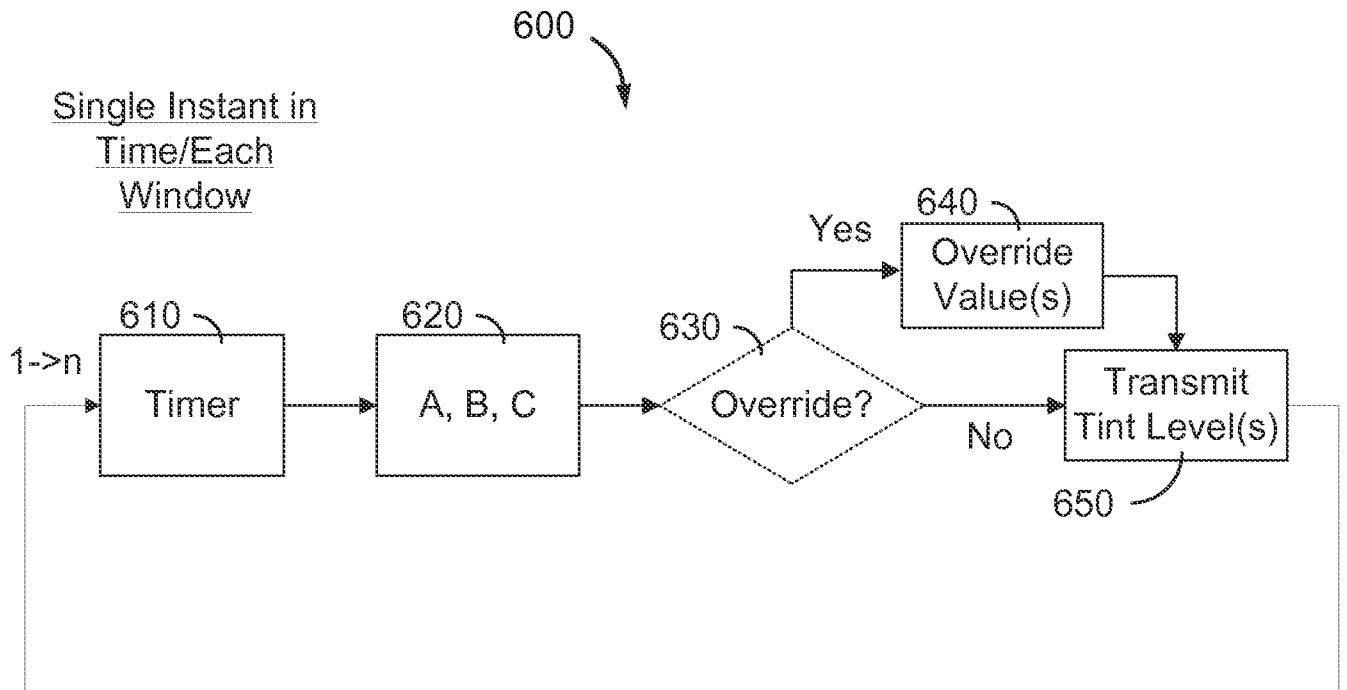 600
Single Instant in
Time/Each
Window
640
Yes
Override
Value(s)
610
620
630
1->n
Timer
A, B, C
Override?
No
Transmit
Tint Level(s)
650